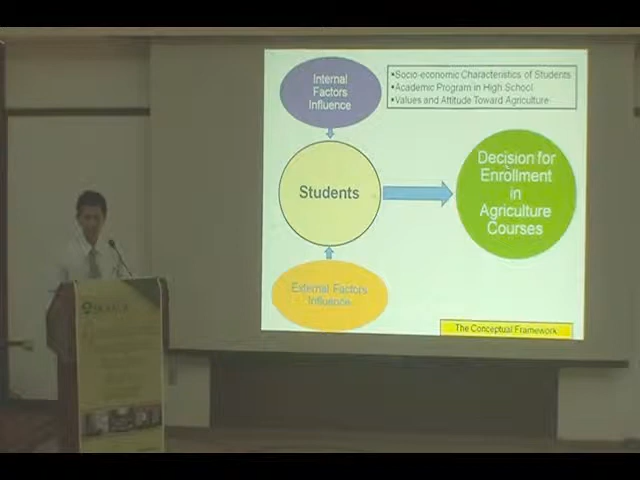 Internal
Factors
Influence
▪Socio-economic Characteristics of Students
▪Academic Program in High School
▪Values and Attitude Toward Agriculture
Students
Decision for
Enrollment
in
Agriculture
Courses
External Factors
Influence
The Conceptual Framework